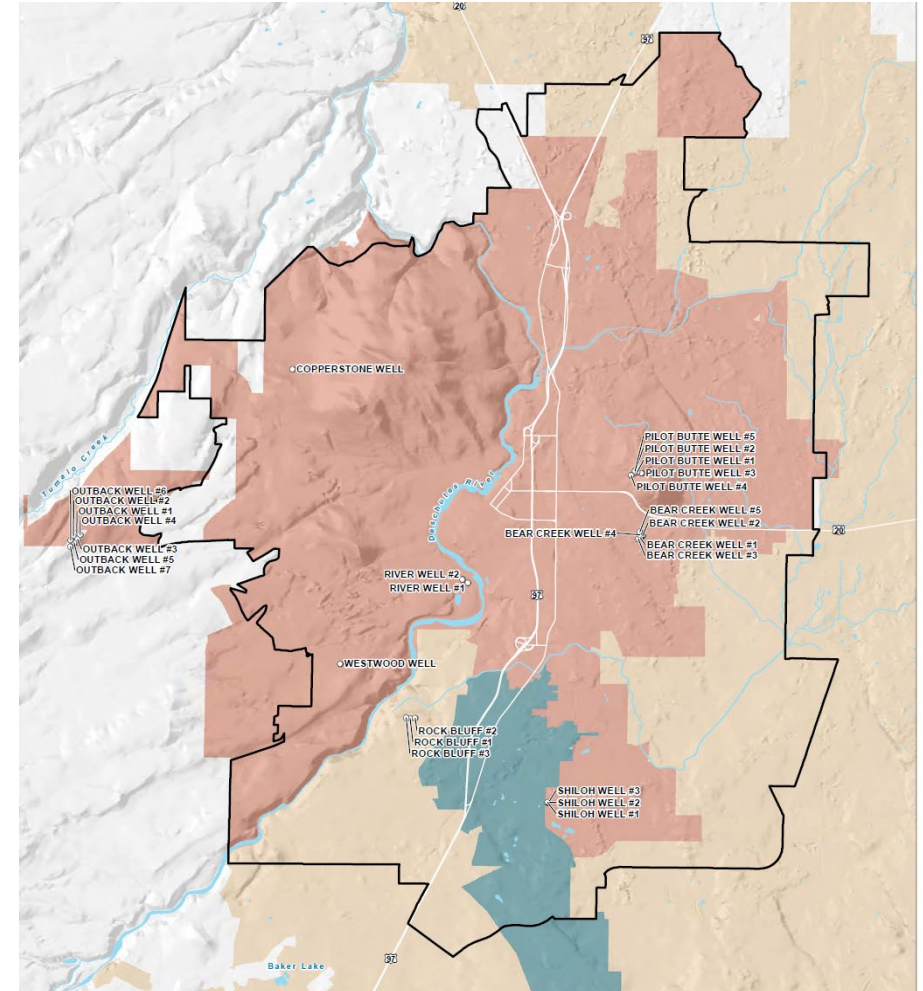 20
97
COPPERSTONE WELL
Tumalo Creek
PILOT BUTTE WELL #5
PILOT BUTTE WELL #2
PILOT BUTTE WELL #1
PILOT BUTTE WELL #3
PILOT BUTTE WELL #4
Deschutes River
OUTBACK WELL #6
OUTBACK WELL #2
OUTBACK WELL #1
OUTBACK WELL #4
OUTBACK WELL #3
OUTBACK WELL #5
OUTBACK WELL #7
BEAR CREEK WELL #5
BEAR CREEK WELL #2
BEAR CREEK WELL #4
BEAR CREEK WELL #1
BEAR CREEK WELL #3
20
RIVER WELL #2
RIVER WELL #1
97
WESTWOOD WELL
ROCK BLUFF #2
ROCK BLUFF #1
ROCK BLUFF #3
SHILOH WELL #3
SHILOH WELL #2
SHILOH WELL #1
97
Baker Lake